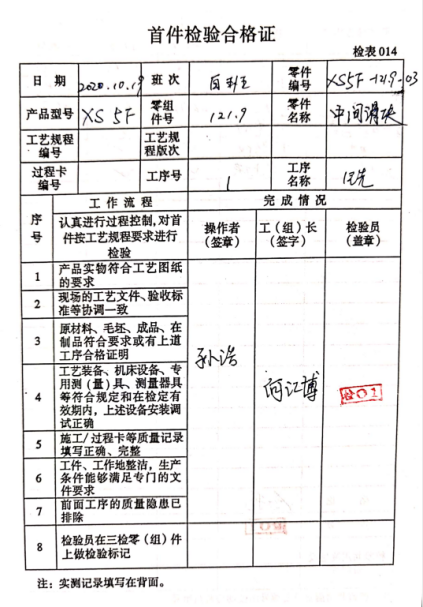 首件检验合格证
检表014
日 期 2020.10.19 班 次 白班 零件编号 XS5F-121.9-03
产品型号 XS 5F 零组件号 121.9 零件名称 中间滑块
工艺规程编号 工艺规程版次
过程卡编号 工序号 1 工序名称
序号 工 作 流 程 完 成 情 况
认真进行过程控制,对首件按工艺规程要求进行检验 操作者(签章) 工(组)长(签字) 检验员(盖章)
1 产品实物符合工艺图纸的要求
2 现场的工艺文件、验收标准等协调一致
3 原材料、毛坯、成品、在制品符合要求或有上道工序合格证明
孙浩
4 工艺装备、机床设备、专用测(量)具、测量器具等符合规定和在检定有效期内,上述设备安装调试正确
向江博
检01
5 施工/过程卡等质量记录填写正确、完整
6 工件、工作地整洁,生产条件能够满足专门的文件要求
7 前面工序的质量隐患已排除
8 检验员在三检零(组)件上做检验标记
注:实测记录填写在背面。